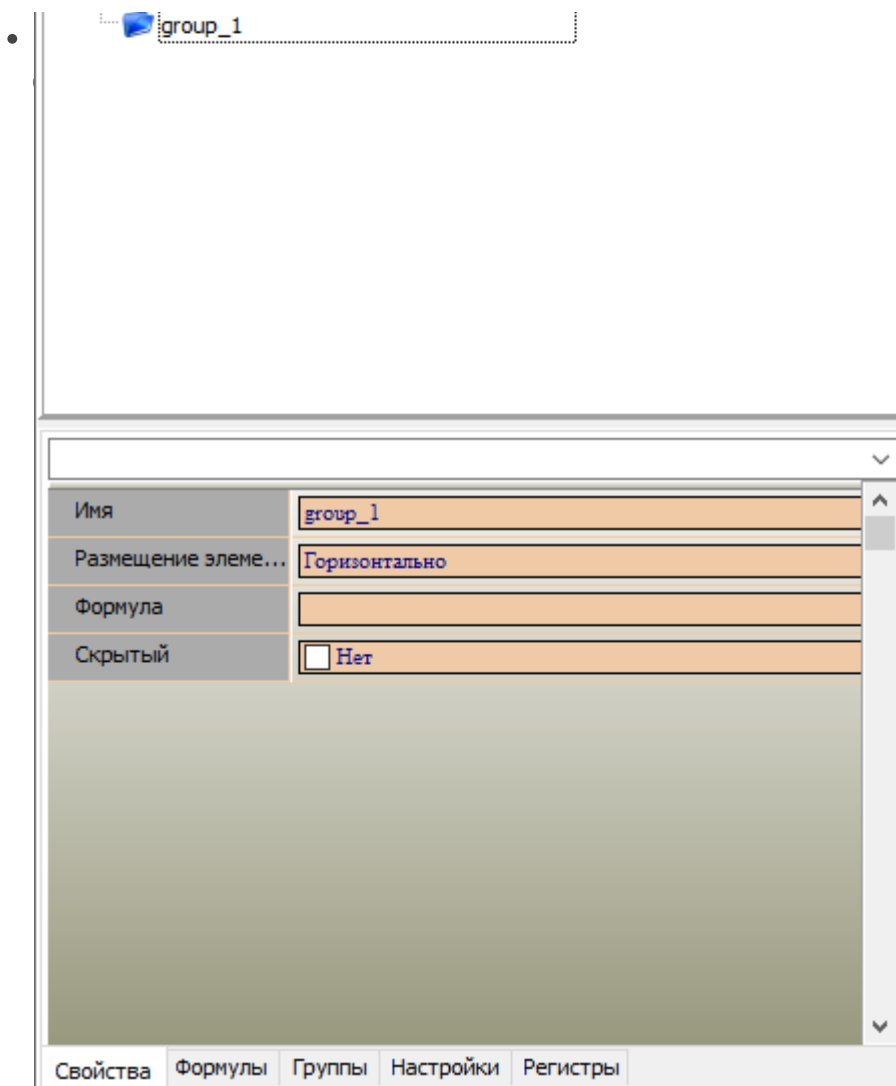 group_1
Имя group_1
Размещение элеме... Горизонтально
Формула
Скрытый Нет
Свойства Формулы Группы Настройки Регистры